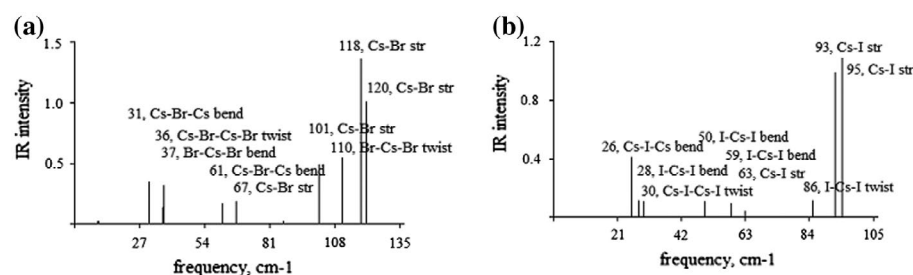 (a)
IR intensity
1.5
1.0
0.5
118, Cs-Br str
120, Cs-Br str
31, Cs-Br-Cs bend
36, Cs-Br-Cs-Br twist
101, Cs-Br str
37, Br-Cs-Br bend
110, Br-Cs-Br twist
61, Cs-Br-Cs bend
67, Cs-Br str
27 54 81 108 135
frequency, cm-1
(b)
IR intensity
1.2
0.8
0.4
93, Cs-I str
95, Cs-I str
50, I-Cs-I bend
26, Cs-I-Cs bend
59, I-Cs-I bend
28, I-Cs-I bend
63, Cs-I str
30, Cs-I-Cs-I twist
86, I-Cs-I twist
21 42 63 84 105
frequency, cm-1